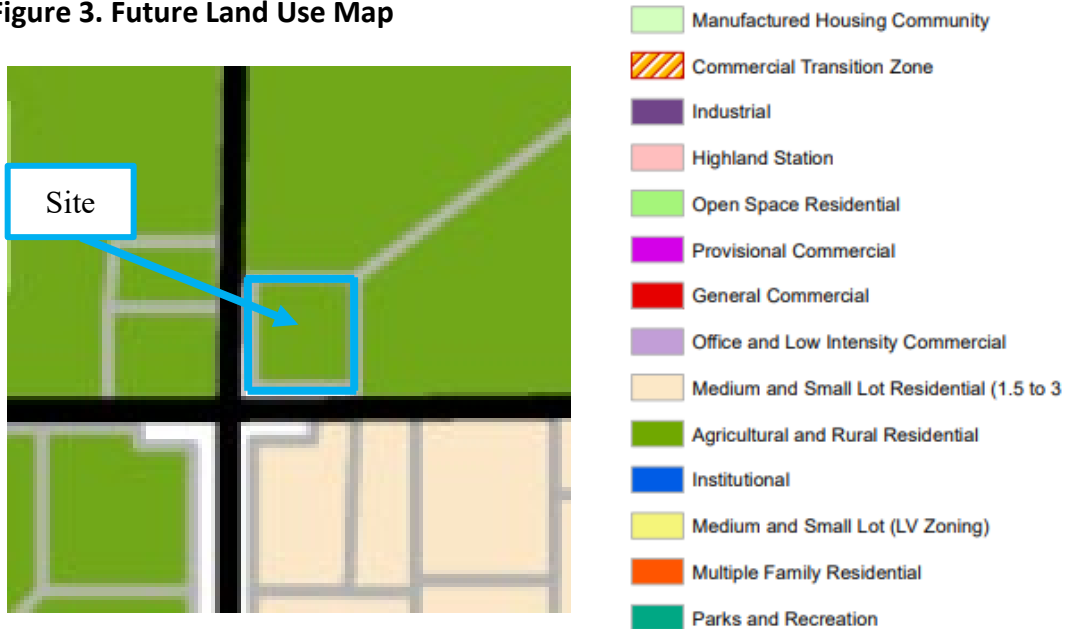 Figure 3. Future Land Use Map
Site
Manufactured Housing Community
Commercial Transition Zone
Industrial
Highland Station
Open Space Residential
Provisional Commercial
General Commercial
Office and Low Intensity Commercial
Medium and Small Lot Residential (1.5 to 3
Agricultural and Rural Residential
Institutional
Medium and Small Lot (LV Zoning)
Multiple Family Residential
Parks and Recreation